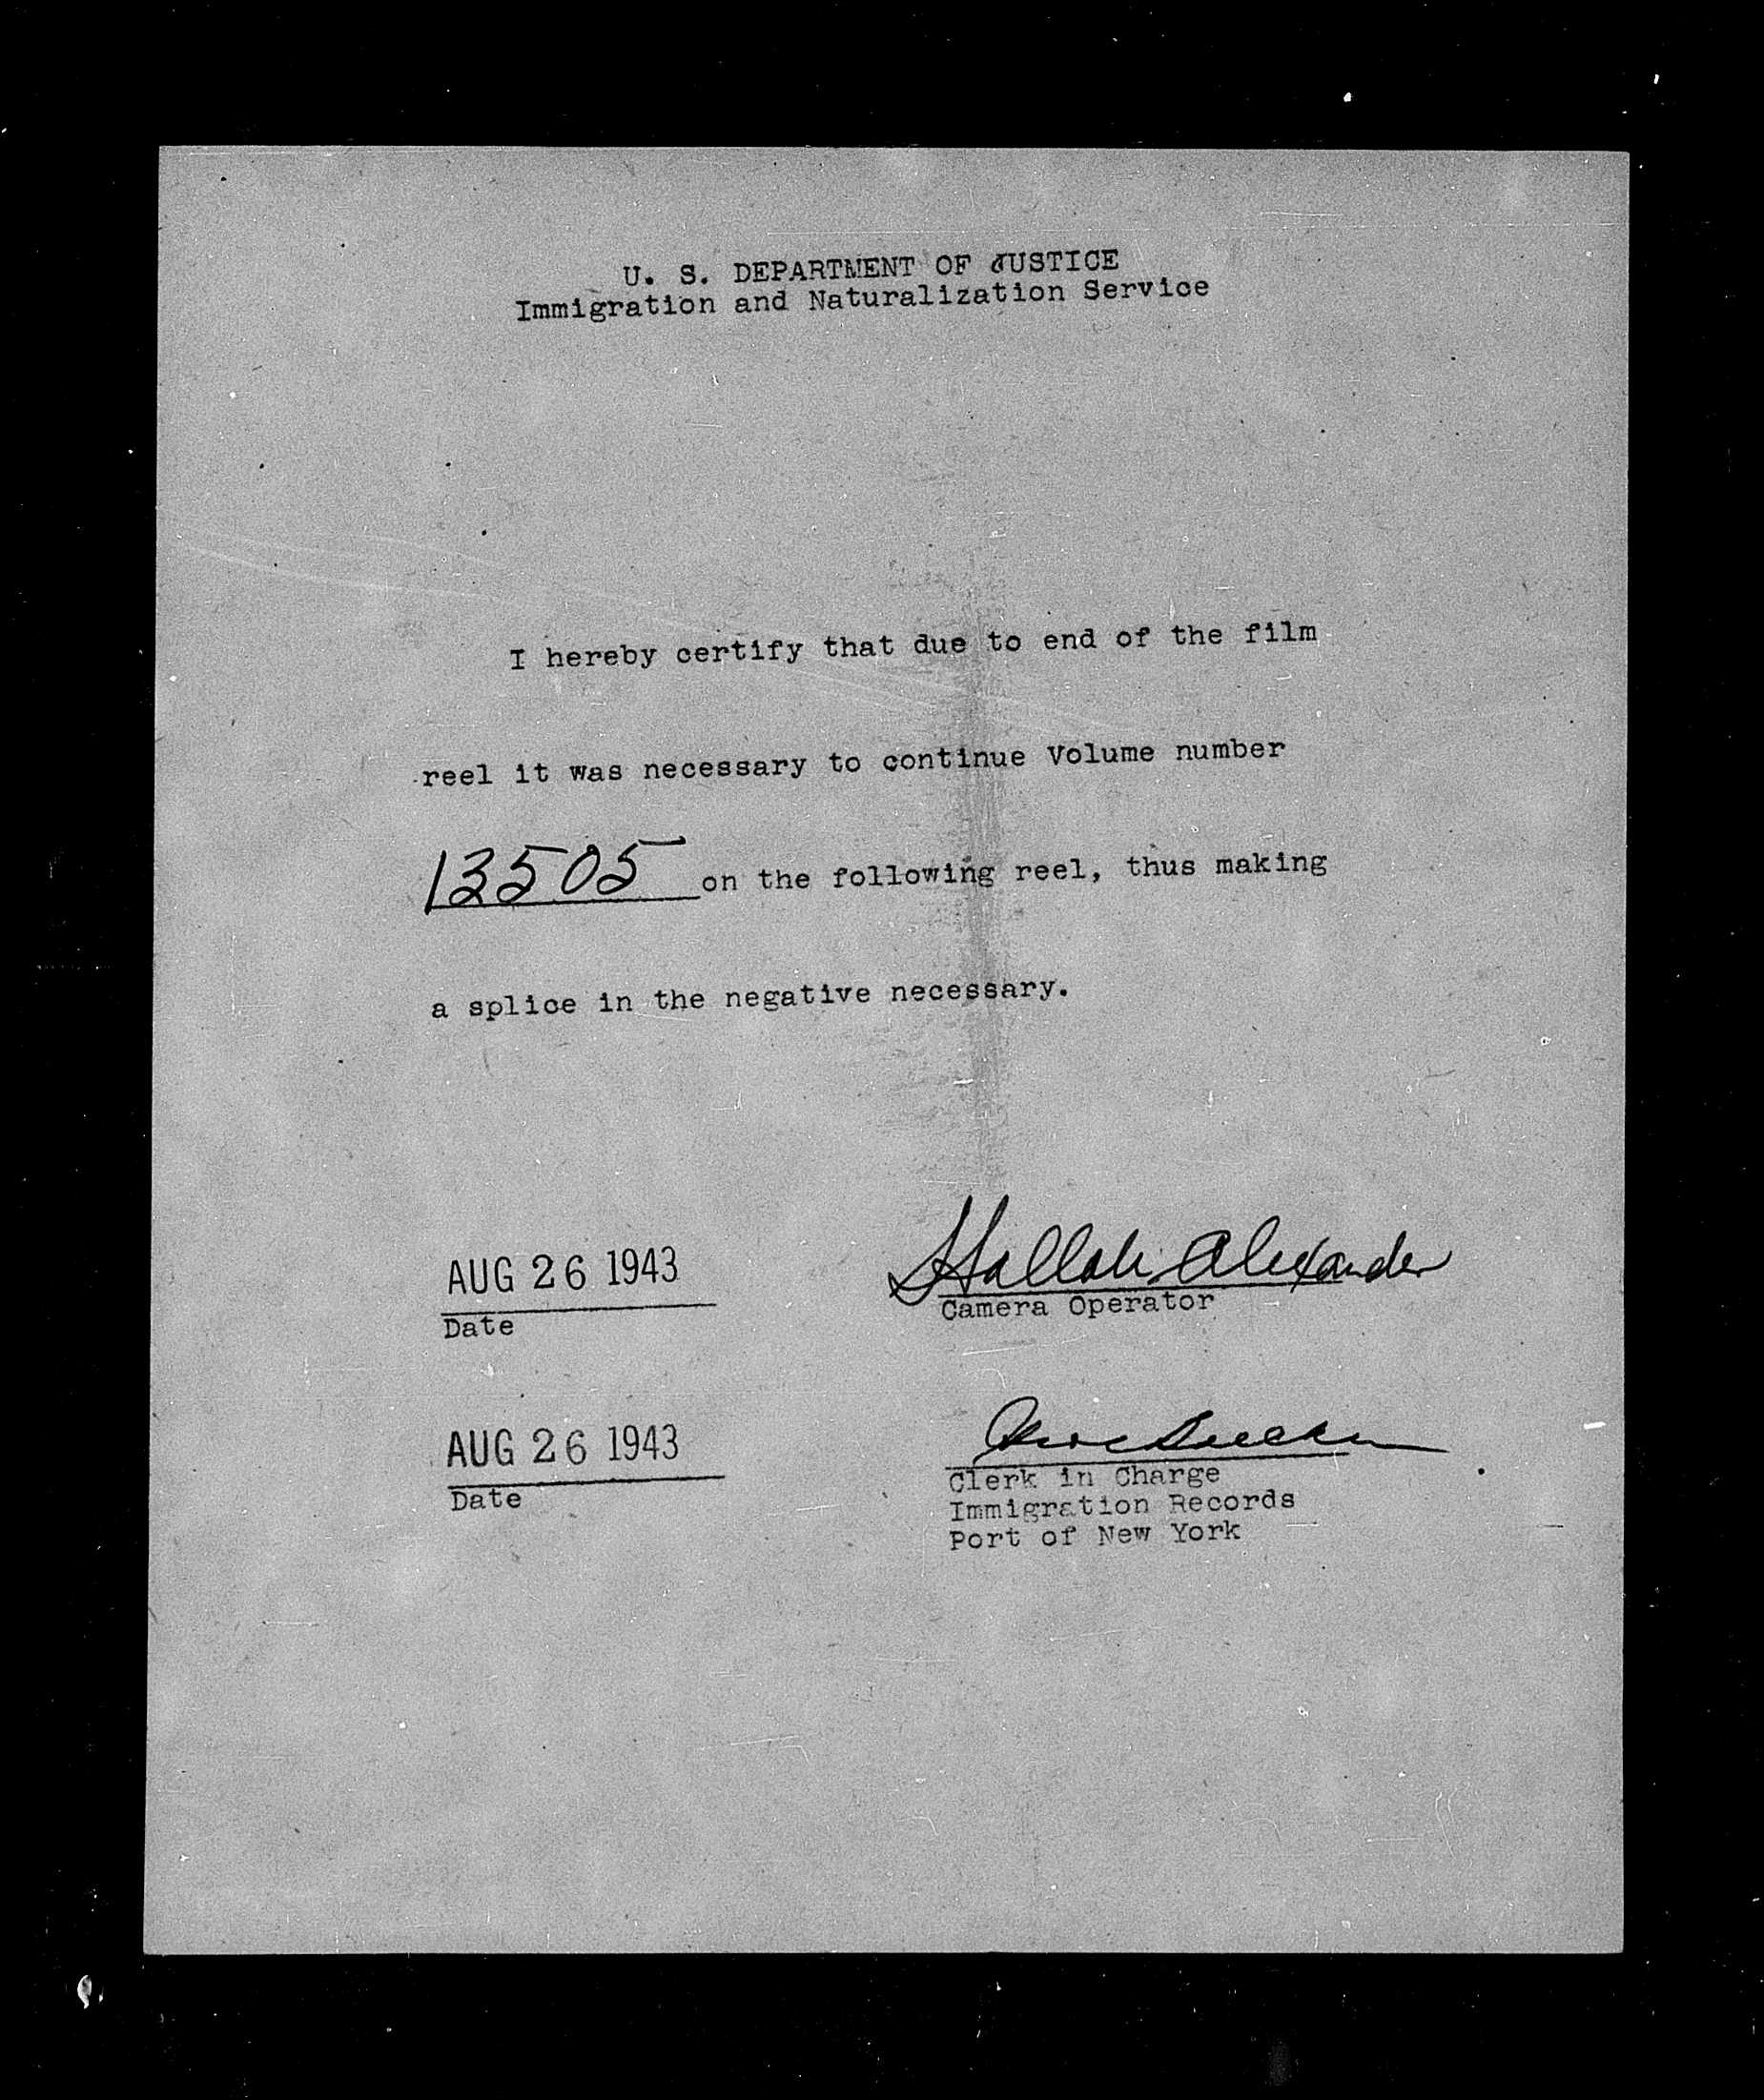 U. S. DEPARTMENT OF JUSTICE
Immigration and Naturalization Service
I hereby certify that due to end of the film
reel it was necessary to continue Volume number
13505 on the following reel, thus making
a splice in the negative necessary.
AUG 26 1943
Date
Alexander
Camera Operator
AUG 26 1943
Date
Clerk in Charge
Immigration Records
Port of New York